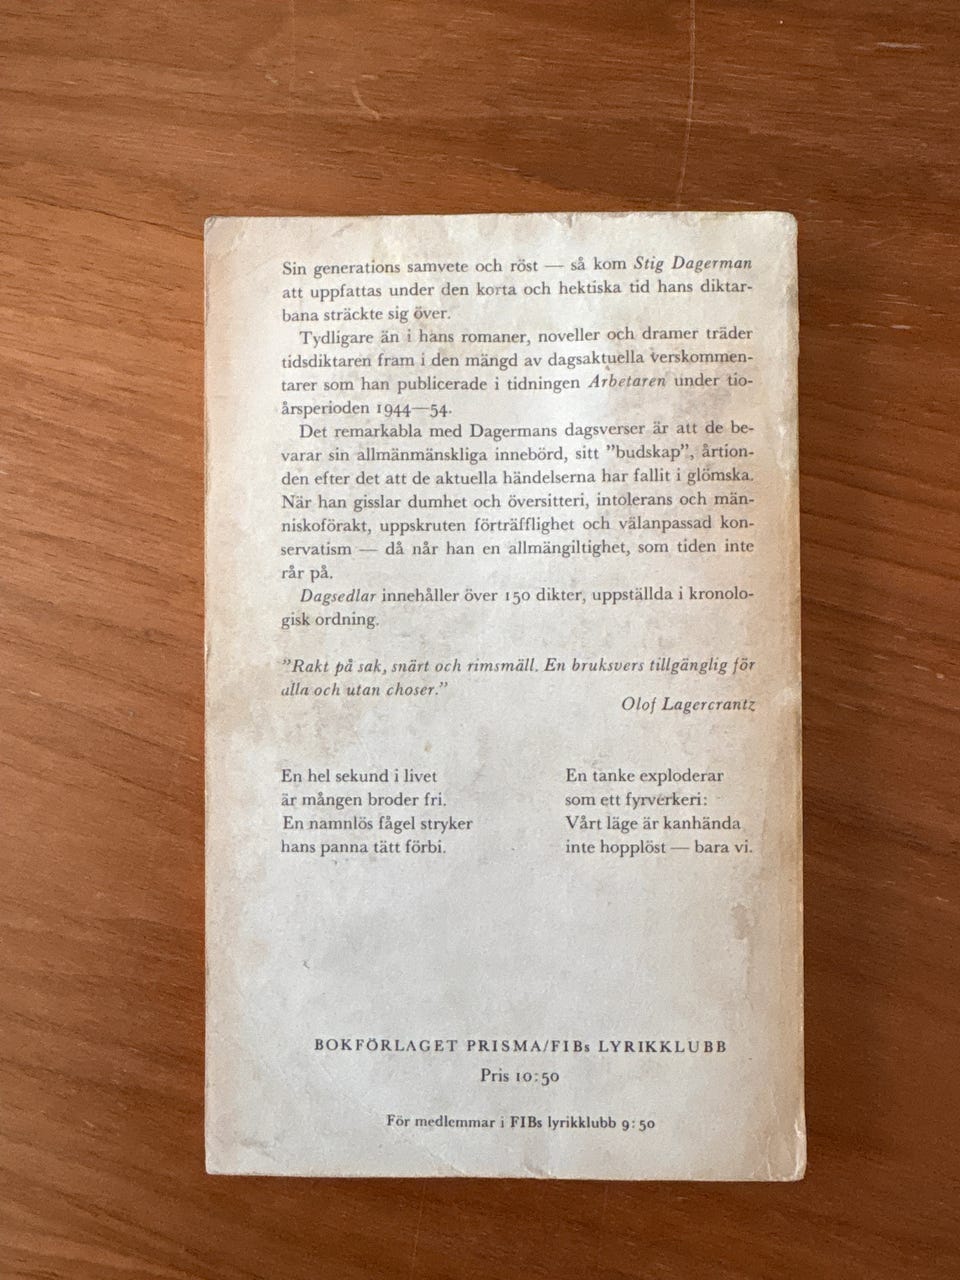 Sin generations samvete och röst — så kom Stig Dagerman
att uppfattas under den korta och hektiska tid hans diktar-
bana sträckte sig över.
Tydligare än i hans romaner, noveller och dramer träder
tidsdiktaren fram i den mängd av dagsaktuella verskommen-
tarer som han publicerade i tidningen Arbetaren under tio-
årsperioden 1944—54.
Det remarkabla med Dagermans dagsverser är att de be-
varar sin allmänmänskliga innebörd, sitt ”budskap”, årtion-
den efter det att de aktuella händelserna har fallit i glömska.
När han gisslar dumhet och översitteri, intolerans och män-
niskoförakt, uppskruten förträfflighet och välanpassad kon-
servatism — då når han en allmängiltighet, som tiden inte
rår på.
Dagsedlar innehåller över 150 dikter, uppställda i kronolo-
gisk ordning.
”Rakt på sak, snärt och rimsmäll. En bruksvers tillgänglig för
alla och utan choser.”
Olof Lagercrantz
En hel sekund i livet
är mången broder fri.
En namnlös fågel stryker
hans panna tätt förbi.
En tanke exploderar
som ett fyrverkeri:
Vårt läge är kanhända
inte hopplöst — bara vi.
BOKFÖRLAGET PRISMA/FIBs LYRIKKLUBB
Pris 10:50
För medlemmar i FIBs lyrikklubb 9:50